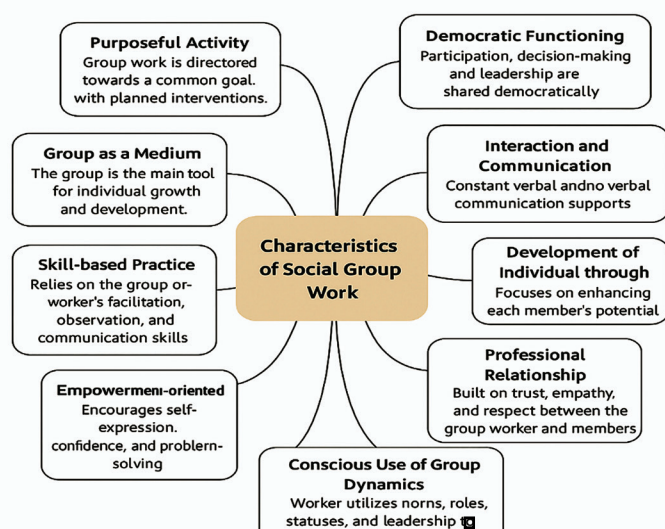 Purposeful Activity
Group work is directored
towards a common goal.
with planned interventions.
Democratic Functioning
Participation, decision-making
and leadership are
shared democratically
Group as a Medium
The group is the main tool
for individual growth
and development.
Interaction and
Communication
Constant verbal andno verbal
communication supports
Characteristics
of Social Group
Work
Skill-based Practice
Relies on the group or-
worker's facilitation,
observation, and
communication skills
Development of
Individual through
Focuses on enhancing
each member's potential
Empowerment-oriented
Encourages self-
expression.
confidence, and problern-
solving
Professional
Relationship
Built on trust, empathy,
and respect between the
group worker and members
Conscious Use of Group
Dynamics
Worker utilizes norns, roles,
statuses, and leadership